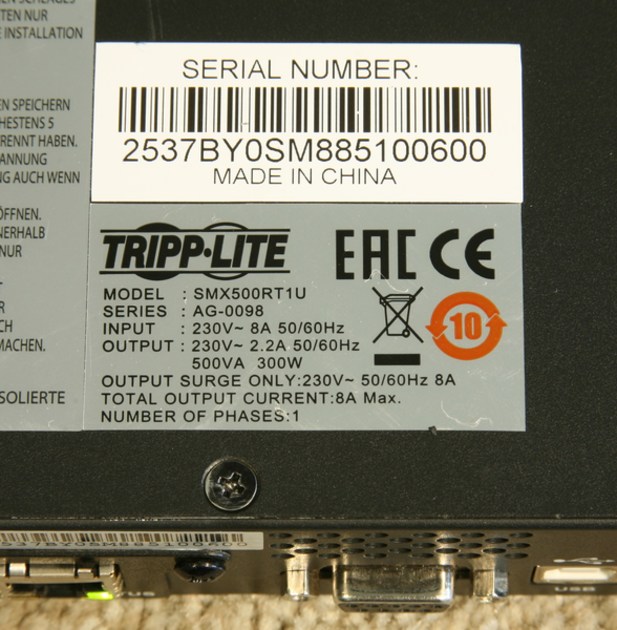 TEN NUR
E INSTALLATION
EN SPEICHERN
HESTENS 5
RENNT HABEN.
ANNUNG
NG AUCH WENN
ÖFFNEN.
NERHALB
NUR
R
CH
MACHEN.
SOLIERTE
SERIAL NUMBER:
2537BY0SM885100600
MADE IN CHINA
TRIPP·LITE
EAC CE
MODEL : SMX500RT1U
SERIES : AG-0098
INPUT : 230V~ 8A 50/60Hz
OUTPUT : 230V~ 2.2A 50/60Hz
500VA 300W
OUTPUT SURGE ONLY:230V~ 50/60Hz 8A
TOTAL OUTPUT CURRENT:8A Max.
NUMBER OF PHASES:1
10
2537BY0SM885100600
USB